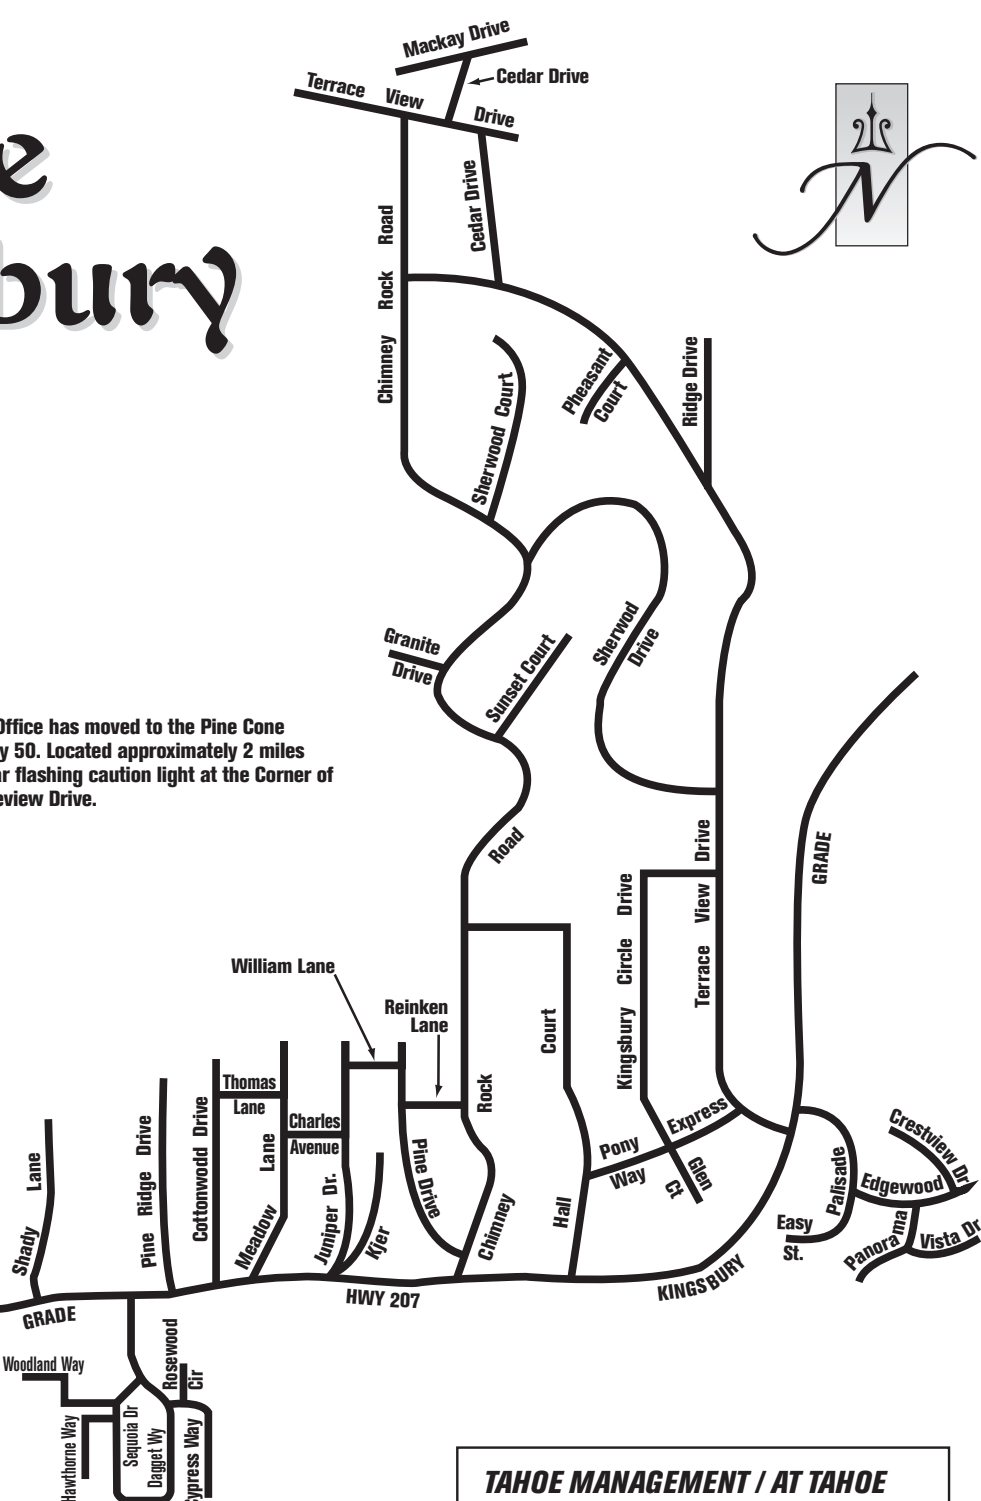 Mackay Drive
Cedar Drive
Terrace View Drive
e
Cedar Drive
Chimney Rock Road
N
bury
Ridge Drive
Pheasant
Court
Sherwood Court
Granite
Drive
Sunset Court
Sherwod
Drive
Office has moved to the Pine Cone
y 50. Located approximately 2 miles
r flashing caution light at the Corner of
eview Drive.
Road
GRADE
Terrace View Drive
Kingsbury Circle Drive
William Lane
Reinken
Lane
Court
Rock
Thomas
Lane
Charles
Avenue
Shady Lane
Pine Ridge Drive
Cottonwodd Drive
Meadow Lane
Juniper Dr.
Kjer
Pine Drive
Chimney
Hall
Pony Express
Way
Glen
Ct
Palisade
Crestview Dr
Edgewood
Easy
St.
Panorama
Vista Dr
KINGSBURY
HWY 207
GRADE
Woodland Way
Rosewood
Cir
Hawthorne Way
Sequoia Dr
Dagget Wy
ypress Way
TAHOE MANAGEMENT / AT TAHOE